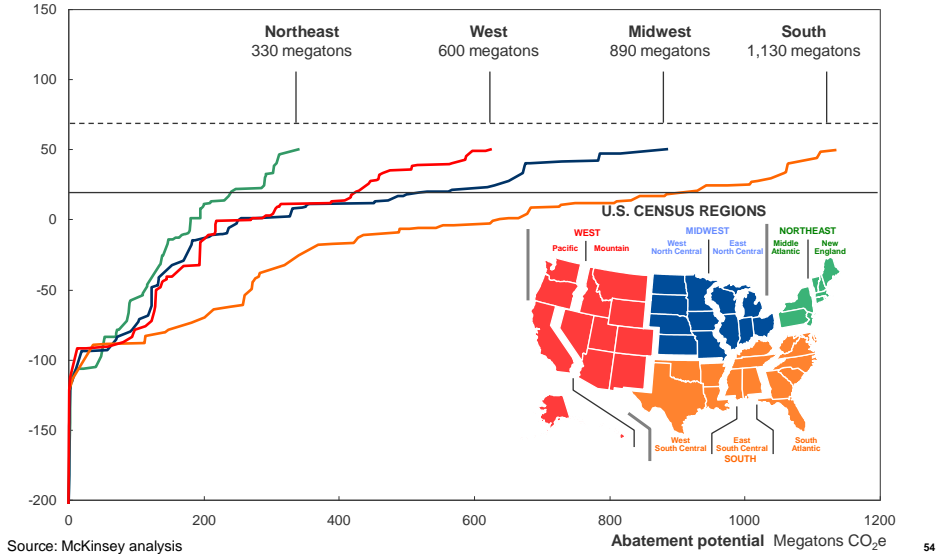 150
100
50
0
-50
-100
-150
-200
Northeast
330 megatons
West
600 megatons
Midwest
890 megatons
South
1,130 megatons
U.S. CENSUS REGIONS
WEST
Pacific
Mountain
MIDWEST
West
North Central
East
North Central
NORTHEAST
Middle
Atlantic
New
England
West
South Central
East
South Central
SOUTH
South
Atlantic
0
200
400
600
800
1000
1200
Abatement potential Megatons CO₂e
Source: McKinsey analysis
54